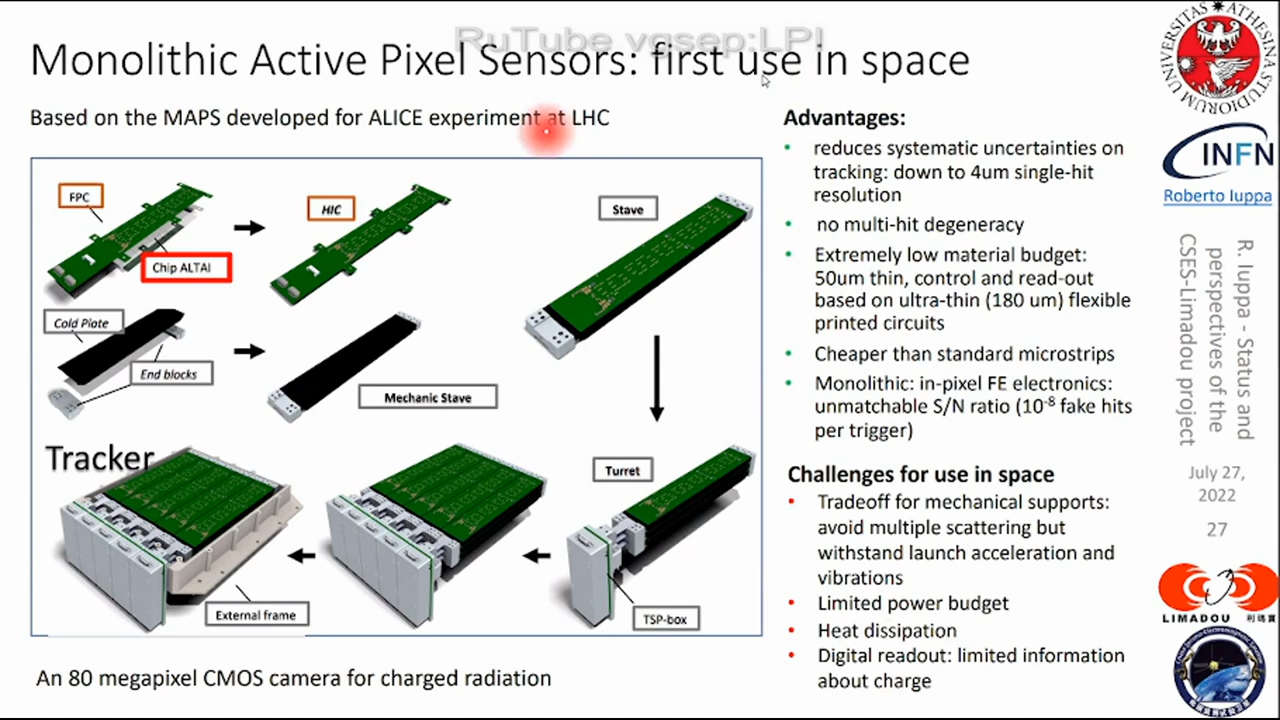 RuTube vgsep:LPI
Monolithic Active Pixel Sensors: first use in space
Based on the MAPS developed for ALICE experiment at LHC
FPC
Chip ALTAI
HIC
Stave
Cold Plate
End blocks
Mechanic Stave
Tracker
Turret
External frame
TSP-box
An 80 megapixel CMOS camera for charged radiation
Advantages:
• reduces systematic uncertainties on
tracking: down to 4um single-hit
resolution
• no multi-hit degeneracy
• Extremely low material budget:
50um thin, control and read-out
based on ultra-thin (180 um) flexible
printed circuits
• Cheaper than standard microstrips
• Monolithic: in-pixel FE electronics:
unmatchable S/N ratio (10⁻⁸ fake hits
per trigger)
Challenges for use in space
• Tradeoff for mechanical supports:
avoid multiple scattering but
withstand launch acceleration and
vibrations
• Limited power budget
• Heat dissipation
• Digital readout: limited information
about charge
UNIVERSITAS ATHESINA STUDIORUM
INFN
Roberto Iuppa
R. Iuppa - Status and
perspectives of the
CSES-Limadou project
July 27,
2022
27
LIMADOU 利瑪竇